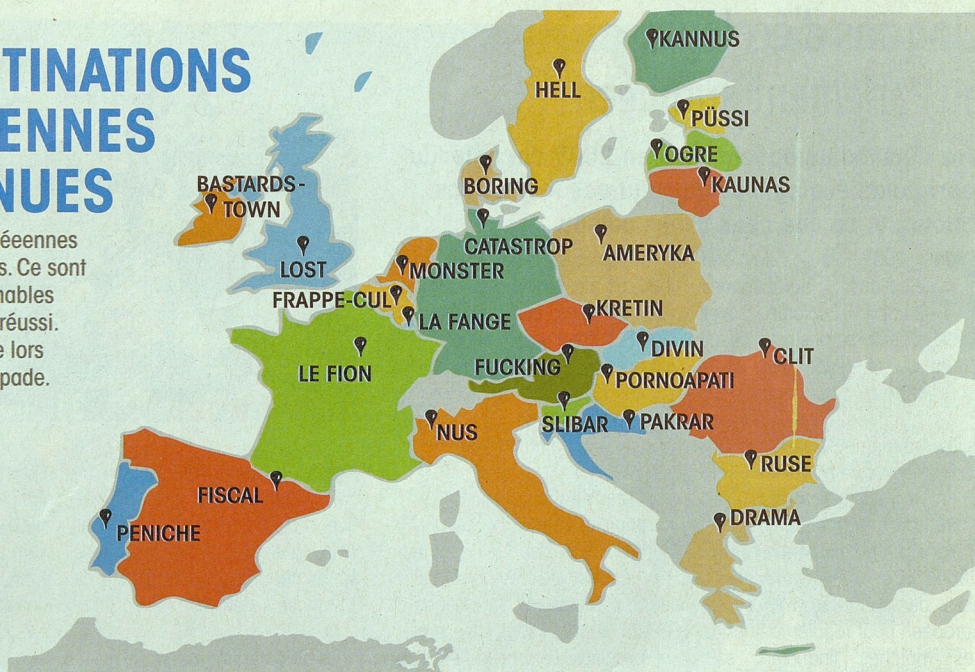 TINATIONS
ENNES
NUES
éeennes
s. Ce sont
nables
réussi.
e lors
pade.
KANNUS
HELL
PÜSSI
OGRE
BORING
KAUNAS
BASTARDS-
TOWN
CATASTROP
AMERYKA
LOST
MONSTER
FRAPPE-CUL
KRETIN
LA FANGE
DIVIN
CLIT
LE FION
FUCKING
PORNOAPATI
SLIBAR
PAKRAR
NUS
RUSE
FISCAL
DRAMA
PENICHE